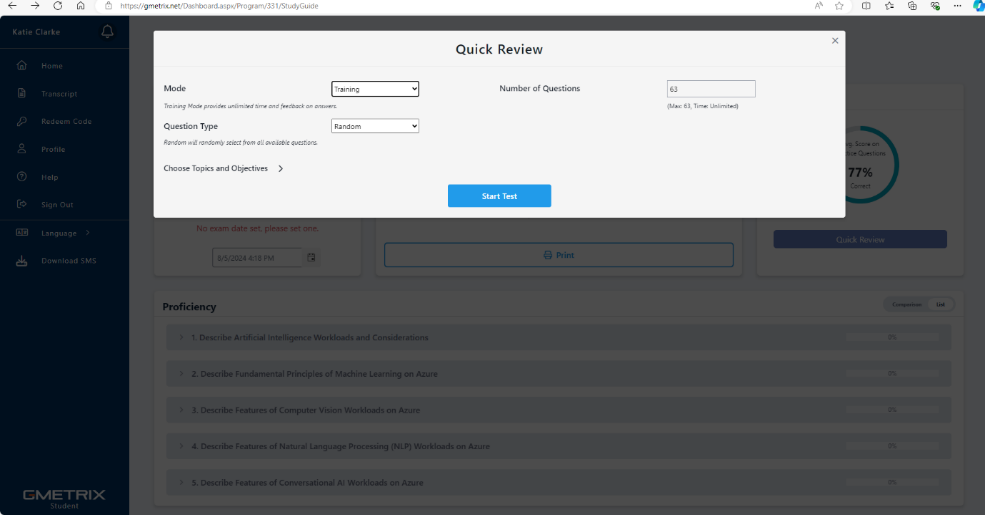 https://gmetrix.net/Dashboard.aspx/Program/331/StudyGuide
Katie Clarke
Home
Transcript
Redeem Code
Profile
Help
Sign Out
Language
Download SMS
GMETRIX
Student
Quick Review
Mode
Training
Training Mode provides unlimited time and feedback on answers.
Number of Questions
63
(Max: 63, Time: Unlimited)
Question Type
Random
Random will randomly select from all available questions.
Choose Topics and Objectives
Start Test
Score on
Questions
77%
Correct
No exam date set, please set one.
8/5/2024 4:18 PM
Print
Quick Review
Proficiency
Comparison List
1. Describe Artificial Intelligence Workloads and Considerations 0%
2. Describe Fundamental Principles of Machine Learning on Azure 0%
3. Describe Features of Computer Vision Workloads on Azure 0%
4. Describe Features of Natural Language Processing (NLP) Workloads on Azure 0%
5. Describe Features of Conversational AI Workloads on Azure 0%